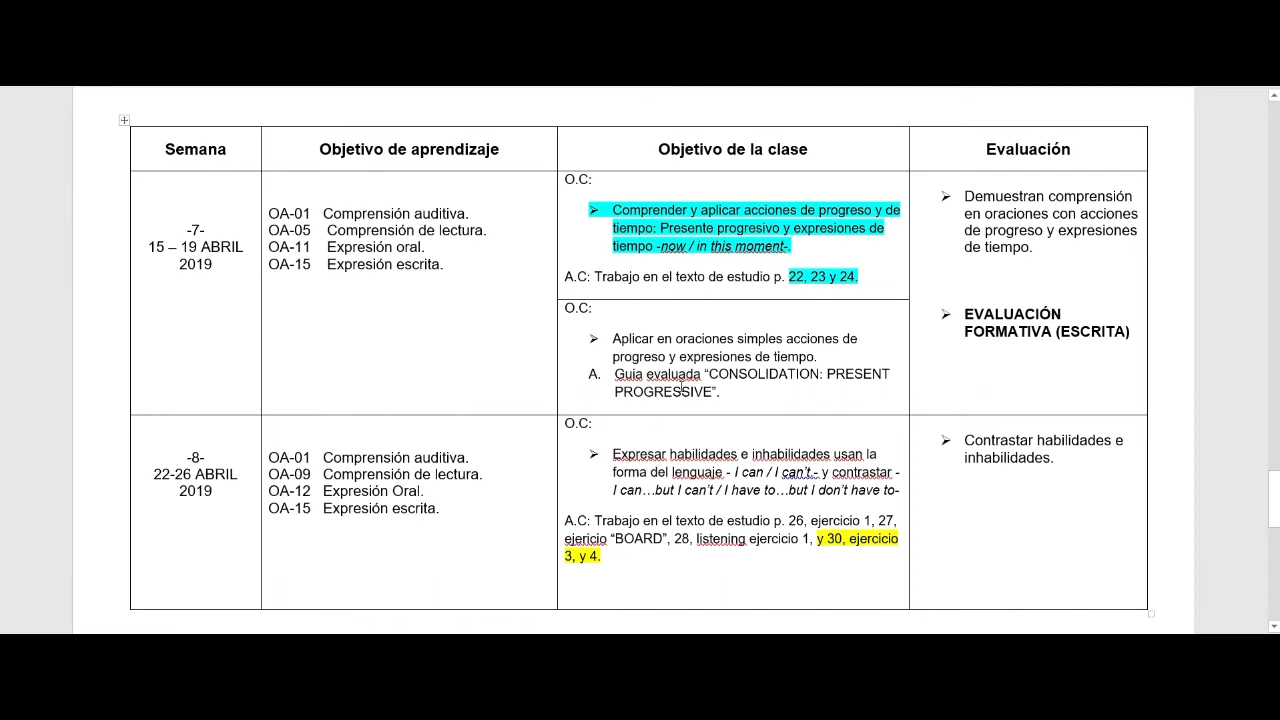 Semana
Objetivo de aprendizaje
Objetivo de la clase
Evaluación
-7-
15 – 19 ABRIL
2019
OA-01 Comprensión auditiva.
OA-05 Comprensión de lectura.
OA-11 Expresión oral.
OA-15 Expresión escrita.
O.C:
➢ Comprender y aplicar acciones de progreso y de
tiempo: Presente progresivo y expresiones de
tiempo -now / in this moment-.
A.C: Trabajo en el texto de estudio p. 22, 23 y 24.
O.C:
➢ Aplicar en oraciones simples acciones de
progreso y expresiones de tiempo.
A. Guia evaluada “CONSOLIDATION: PRESENT
PROGRESSIVE”.
➢ Demuestran comprensión
en oraciones con acciones
de progreso y expresiones
de tiempo.
➢ EVALUACIÓN
FORMATIVA (ESCRITA)
-8-
22-26 ABRIL
2019
OA-01 Comprensión auditiva.
OA-09 Comprensión de lectura.
OA-12 Expresión Oral.
OA-15 Expresión escrita.
O.C:
➢ Expresar habilidades e inhabilidades usan la
forma del lenguaje - I can / I can’t - y contrastar -
I can…but I can’t / I have to…but I don’t have to-
A.C: Trabajo en el texto de estudio p. 26, ejercicio 1, 27,
ejericio “BOARD”, 28, listening ejercicio 1, y 30, ejercicio
3, y 4.
➢ Contrastar habilidades e
inhabilidades.